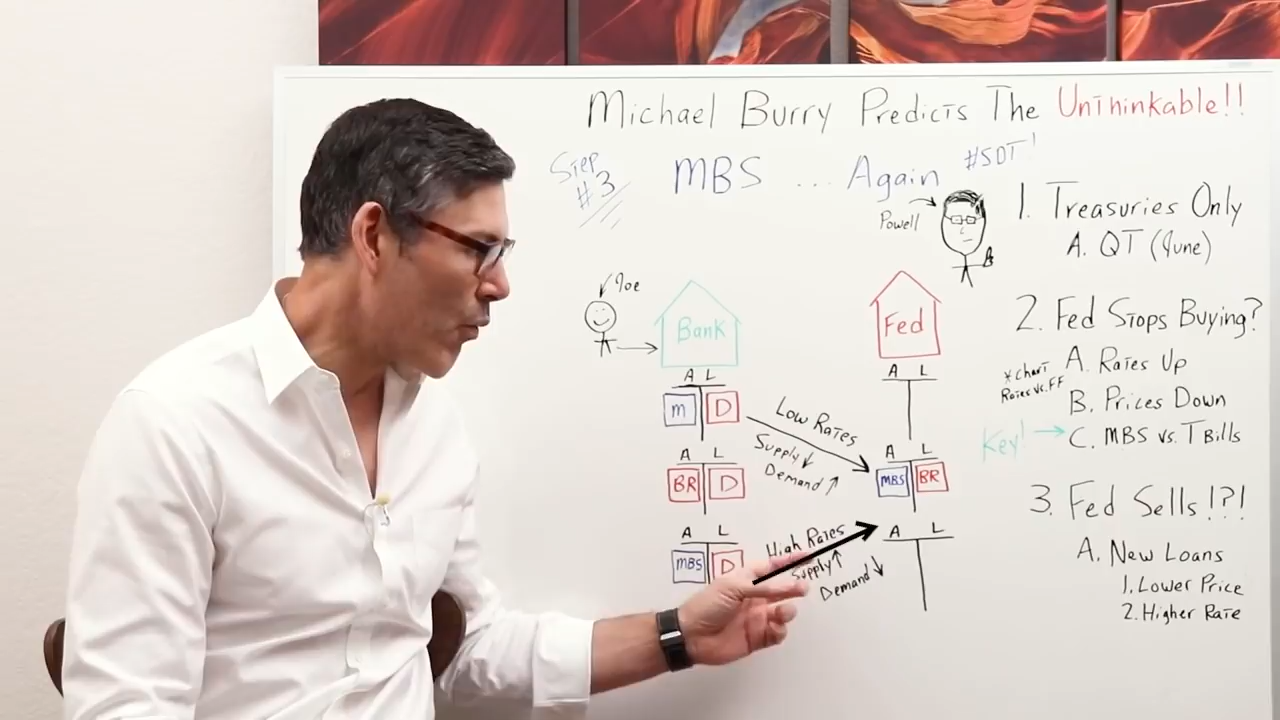 Michael Burry Predicts The Unthinkable!!
Step #3
MBS ... Again #SDT!
Powell
1. Treasuries Only
A. QT (June)
Joe
Bank
Fed
A L
M D
A L
BR D
A L
MBS D
Low Rates
Supply ↓
Demand ↑
High Rates
Supply ↑
Demand ↓
A L
A L
MBS BR
A L
2. Fed Stops Buying?
A. Rates Up
*Chart
Rates vs. FF
B. Prices Down
Key! → C. MBS vs. T Bills
3. Fed Sells!?!
A. New Loans
1. Lower Price
2. Higher Rate